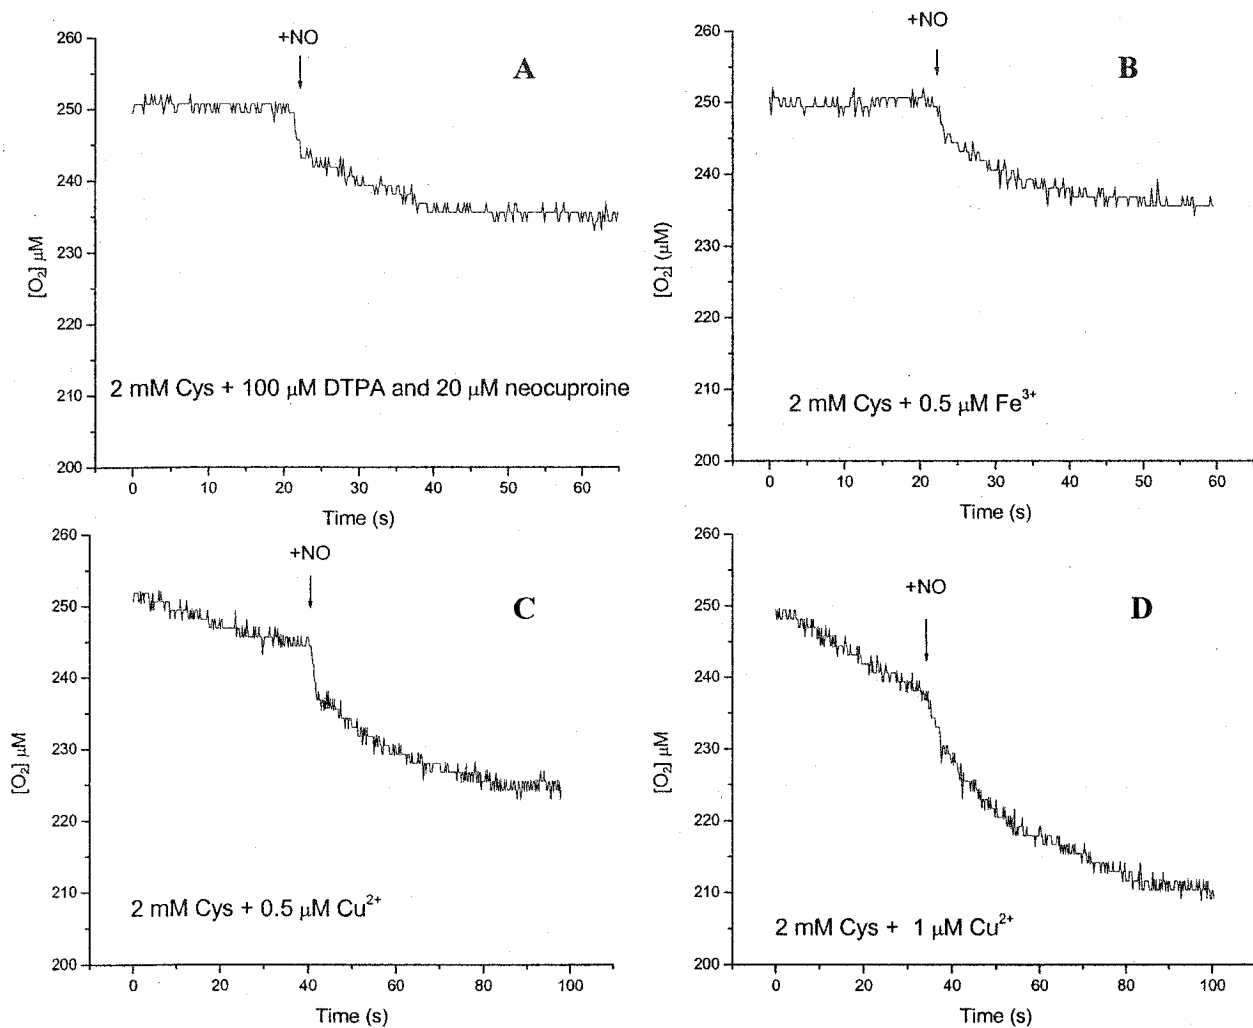 260
250
240
230
220
210
200
[O₂] μM
+NO
A
2 mM Cys + 100 μM DTPA and 20 μM neocuproine
0 10 20 30 40 50 60
Time (s)
260
250
240
230
220
210
200
[O₂] (μM)
+NO
B
2 mM Cys + 0.5 μM Fe³⁺
0 10 20 30 40 50 60
Time (s)
260
250
240
230
220
210
200
[O₂] μM
+NO
C
2 mM Cys + 0.5 μM Cu²⁺
0 20 40 60 80 100
Time (s)
260
250
240
230
220
210
200
[O₂] μM
+NO
D
2 mM Cys + 1 μM Cu²⁺
0 20 40 60 80 100
Time (s)